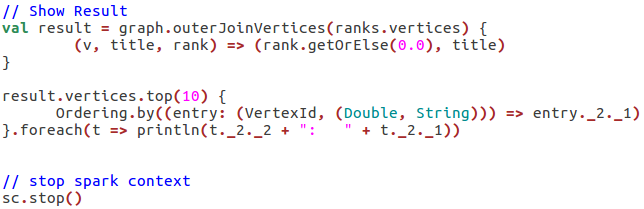 // Show Result
val result = graph.outerJoinVertices(ranks.vertices) {
        (v, title, rank) => (rank.getOrElse(0.0), title)
}

result.vertices.top(10) {
      Ordering.by((entry: (VertexId, (Double, String))) => entry._2._1)
}.foreach(t => println(t._2._2 + ":   " + t._2._1))

// stop spark context
sc.stop()